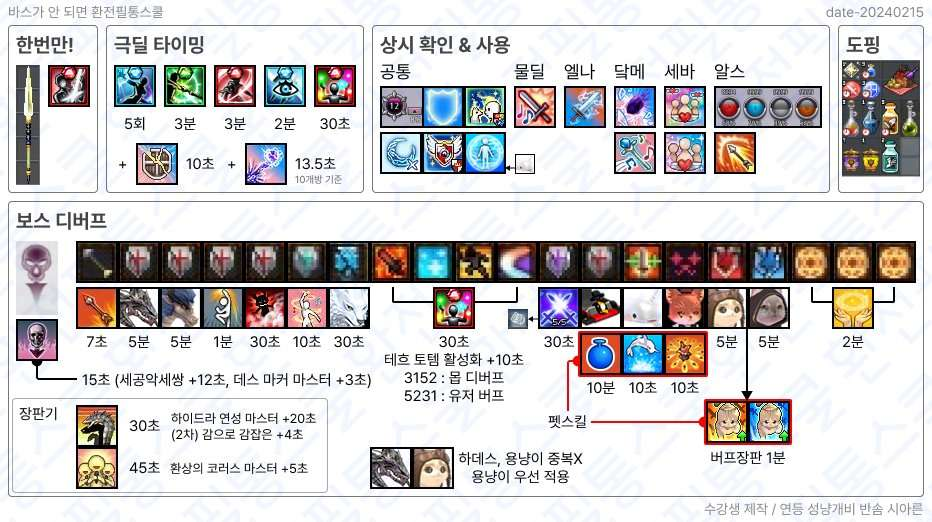 바스가 안 되면 환전필통스쿨
date-20240215
한번만!
극딜 타이밍
5회
3분
3분
2분
30초
+
10초
+
13.5초
10개방 기준
상시 확인 & 사용
공통
물딜
엘나
닼메
세바
알스
12
도핑
보스 디버프
5/5
7초
5분
5분
1분
30초
10초
30초
30초
30초
5분
5분
2분
테흐 토템 활성화 +10초
3152 : 몹 디버프
5231 : 유저 버프
10분
10초
10초
15초 (세공악세쌍 +12초, 데스 마커 마스터 +3초)
장판기
30초
하이드라 연성 마스터 +20초
(2차) 감으로 감잡은 +4초
45초
환상의 코러스 마스터 +5초
펫스킬
버프장판 1분
하데스, 용냥이 중복X
용냥이 우선 적용
수강생 제작 / 연등 성냥개비 반송 시아른